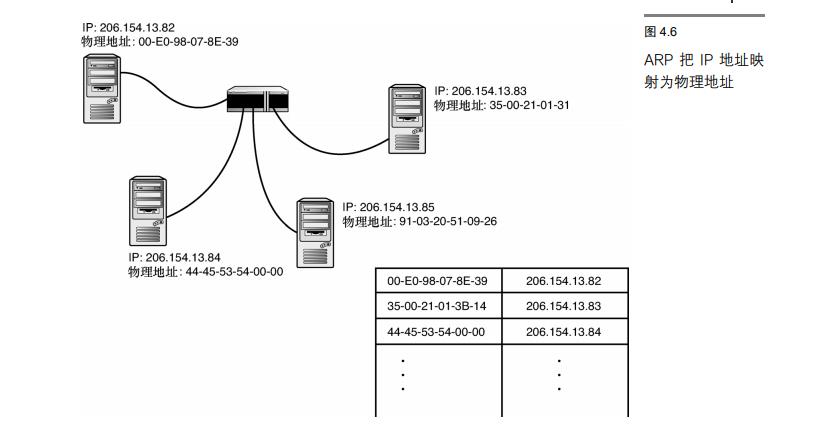 图 4.6
ARP 把 IP 地址映
射为物理地址
IP: 206.154.13.82
物理地址: 00-E0-98-07-8E-39
IP: 206.154.13.83
物理地址: 35-00-21-01-31
IP: 206.154.13.85
物理地址: 91-03-20-51-09-26
IP: 206.154.13.84
物理地址: 44-45-53-54-00-00
00-E0-98-07-8E-39 206.154.13.82
35-00-21-01-3B-14 206.154.13.83
44-45-53-54-00-00 206.154.13.84